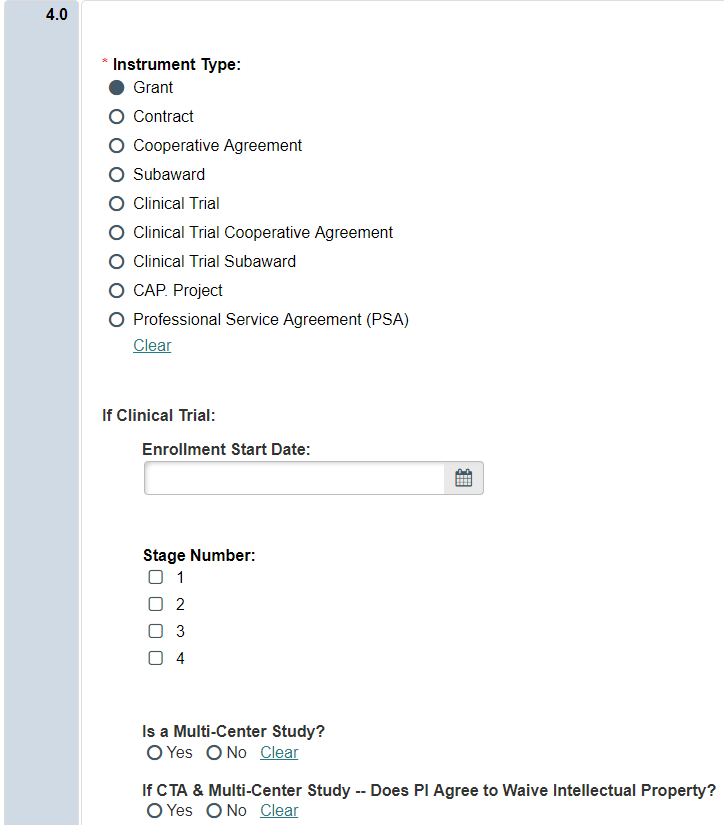 4.0
* Instrument Type:
Grant
Contract
Cooperative Agreement
Subaward
Clinical Trial
Clinical Trial Cooperative Agreement
Clinical Trial Subaward
CAP. Project
Professional Service Agreement (PSA)
Clear
If Clinical Trial:
Enrollment Start Date:
Stage Number:
1
2
3
4
Is a Multi-Center Study?
Yes No Clear
If CTA & Multi-Center Study -- Does PI Agree to Waive Intellectual Property?
Yes No Clear